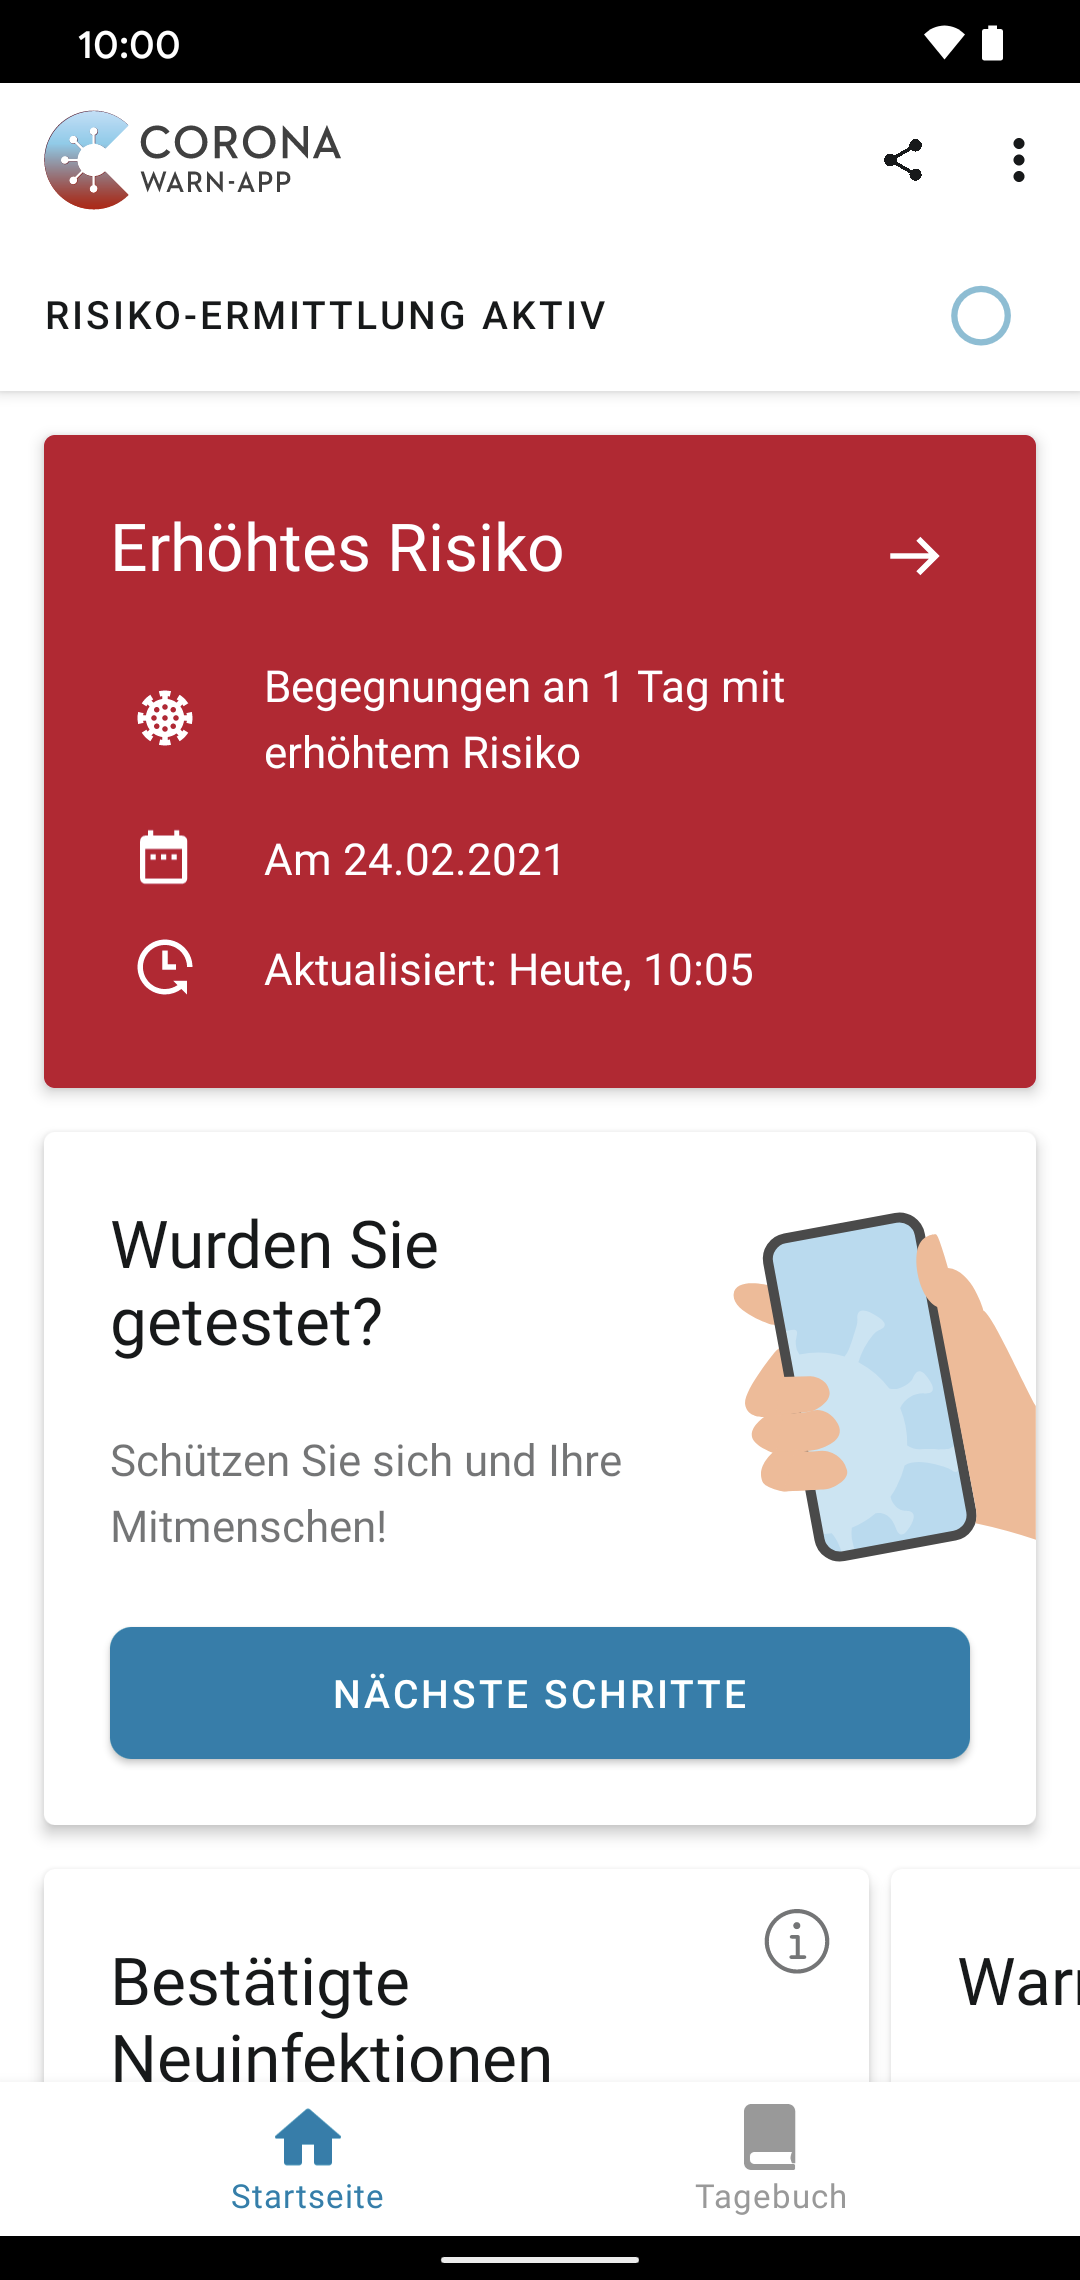 10:00
CORONA
WARN-APP
RISIKO-ERMITTLUNG AKTIV
Erhöhtes Risiko
Begegnungen an 1 Tag mit
erhöhtem Risiko
Am 24.02.2021
Aktualisiert: Heute, 10:05
Wurden Sie
getestet?
Schützen Sie sich und Ihre
Mitmenschen!
NÄCHSTE SCHRITTE
Bestätigte
Neuinfektionen
Startseite
Tagebuch